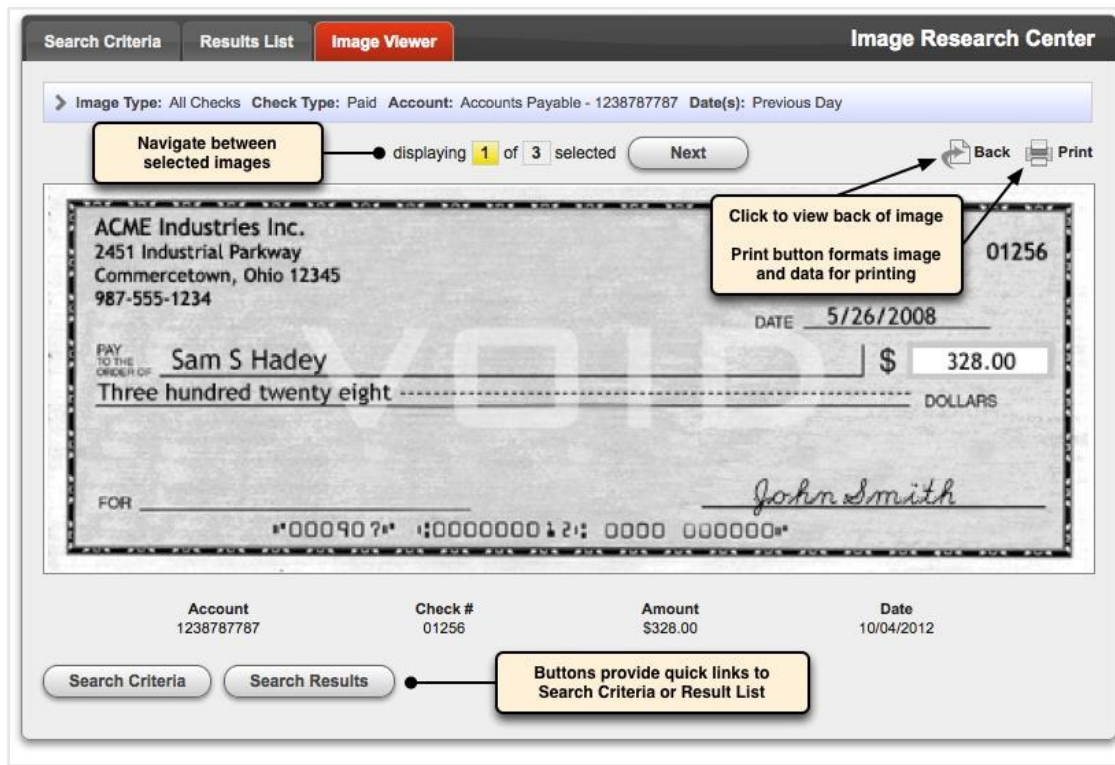 Search Criteria Results List Image Viewer Image Research Center
Image Type: All Checks Check Type: Paid Account: Accounts Payable - 1238787787 Date(s): Previous Day
Navigate between
selected images
displaying 1 of 3 selected Next
Back Print
Click to view back of image
Print button formats image
and data for printing
ACME Industries Inc.
2451 Industrial Parkway
Commercetown, Ohio 12345
987-555-1234
01256
DATE 5/26/2008
VOID
PAY
TO THE
ORDER OF Sam S Hadey $ 328.00
Three hundred twenty eight DOLLARS
FOR John Smith
⑈000907⑈ ⑆000000012⑆ 0000 000000⑈
Account Check # Amount Date
1238787787 01256 $328.00 10/04/2012
Search Criteria Search Results
Buttons provide quick links to
Search Criteria or Result List